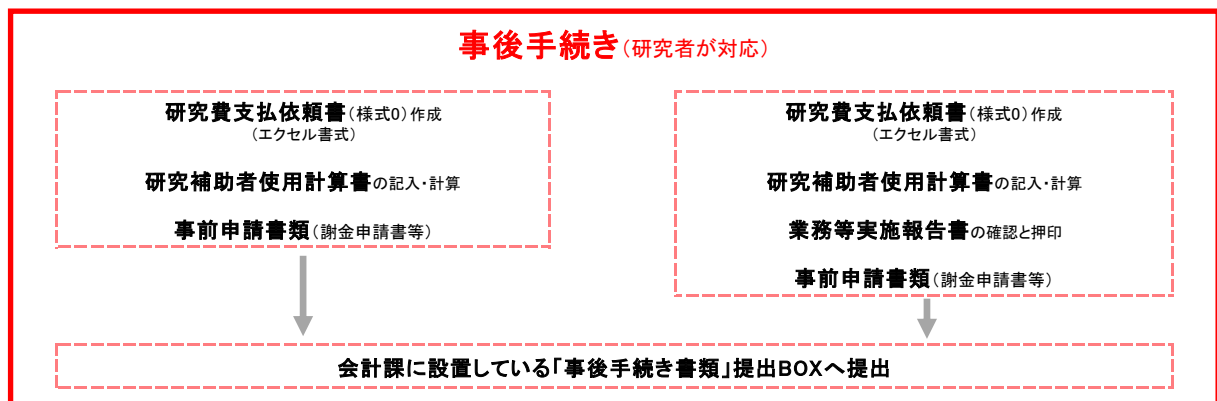 事後手続き（研究者が対応）
研究費支払依頼書（様式0）作成
（エクセル書式）
研究補助者使用計算書の記入・計算
事前申請書類（謝金申請書等）
研究費支払依頼書（様式0）作成
（エクセル書式）
研究補助者使用計算書の記入・計算
業務等実施報告書の確認と押印
事前申請書類（謝金申請書等）
会計課に設置している「事後手続き書類」提出BOXへ提出